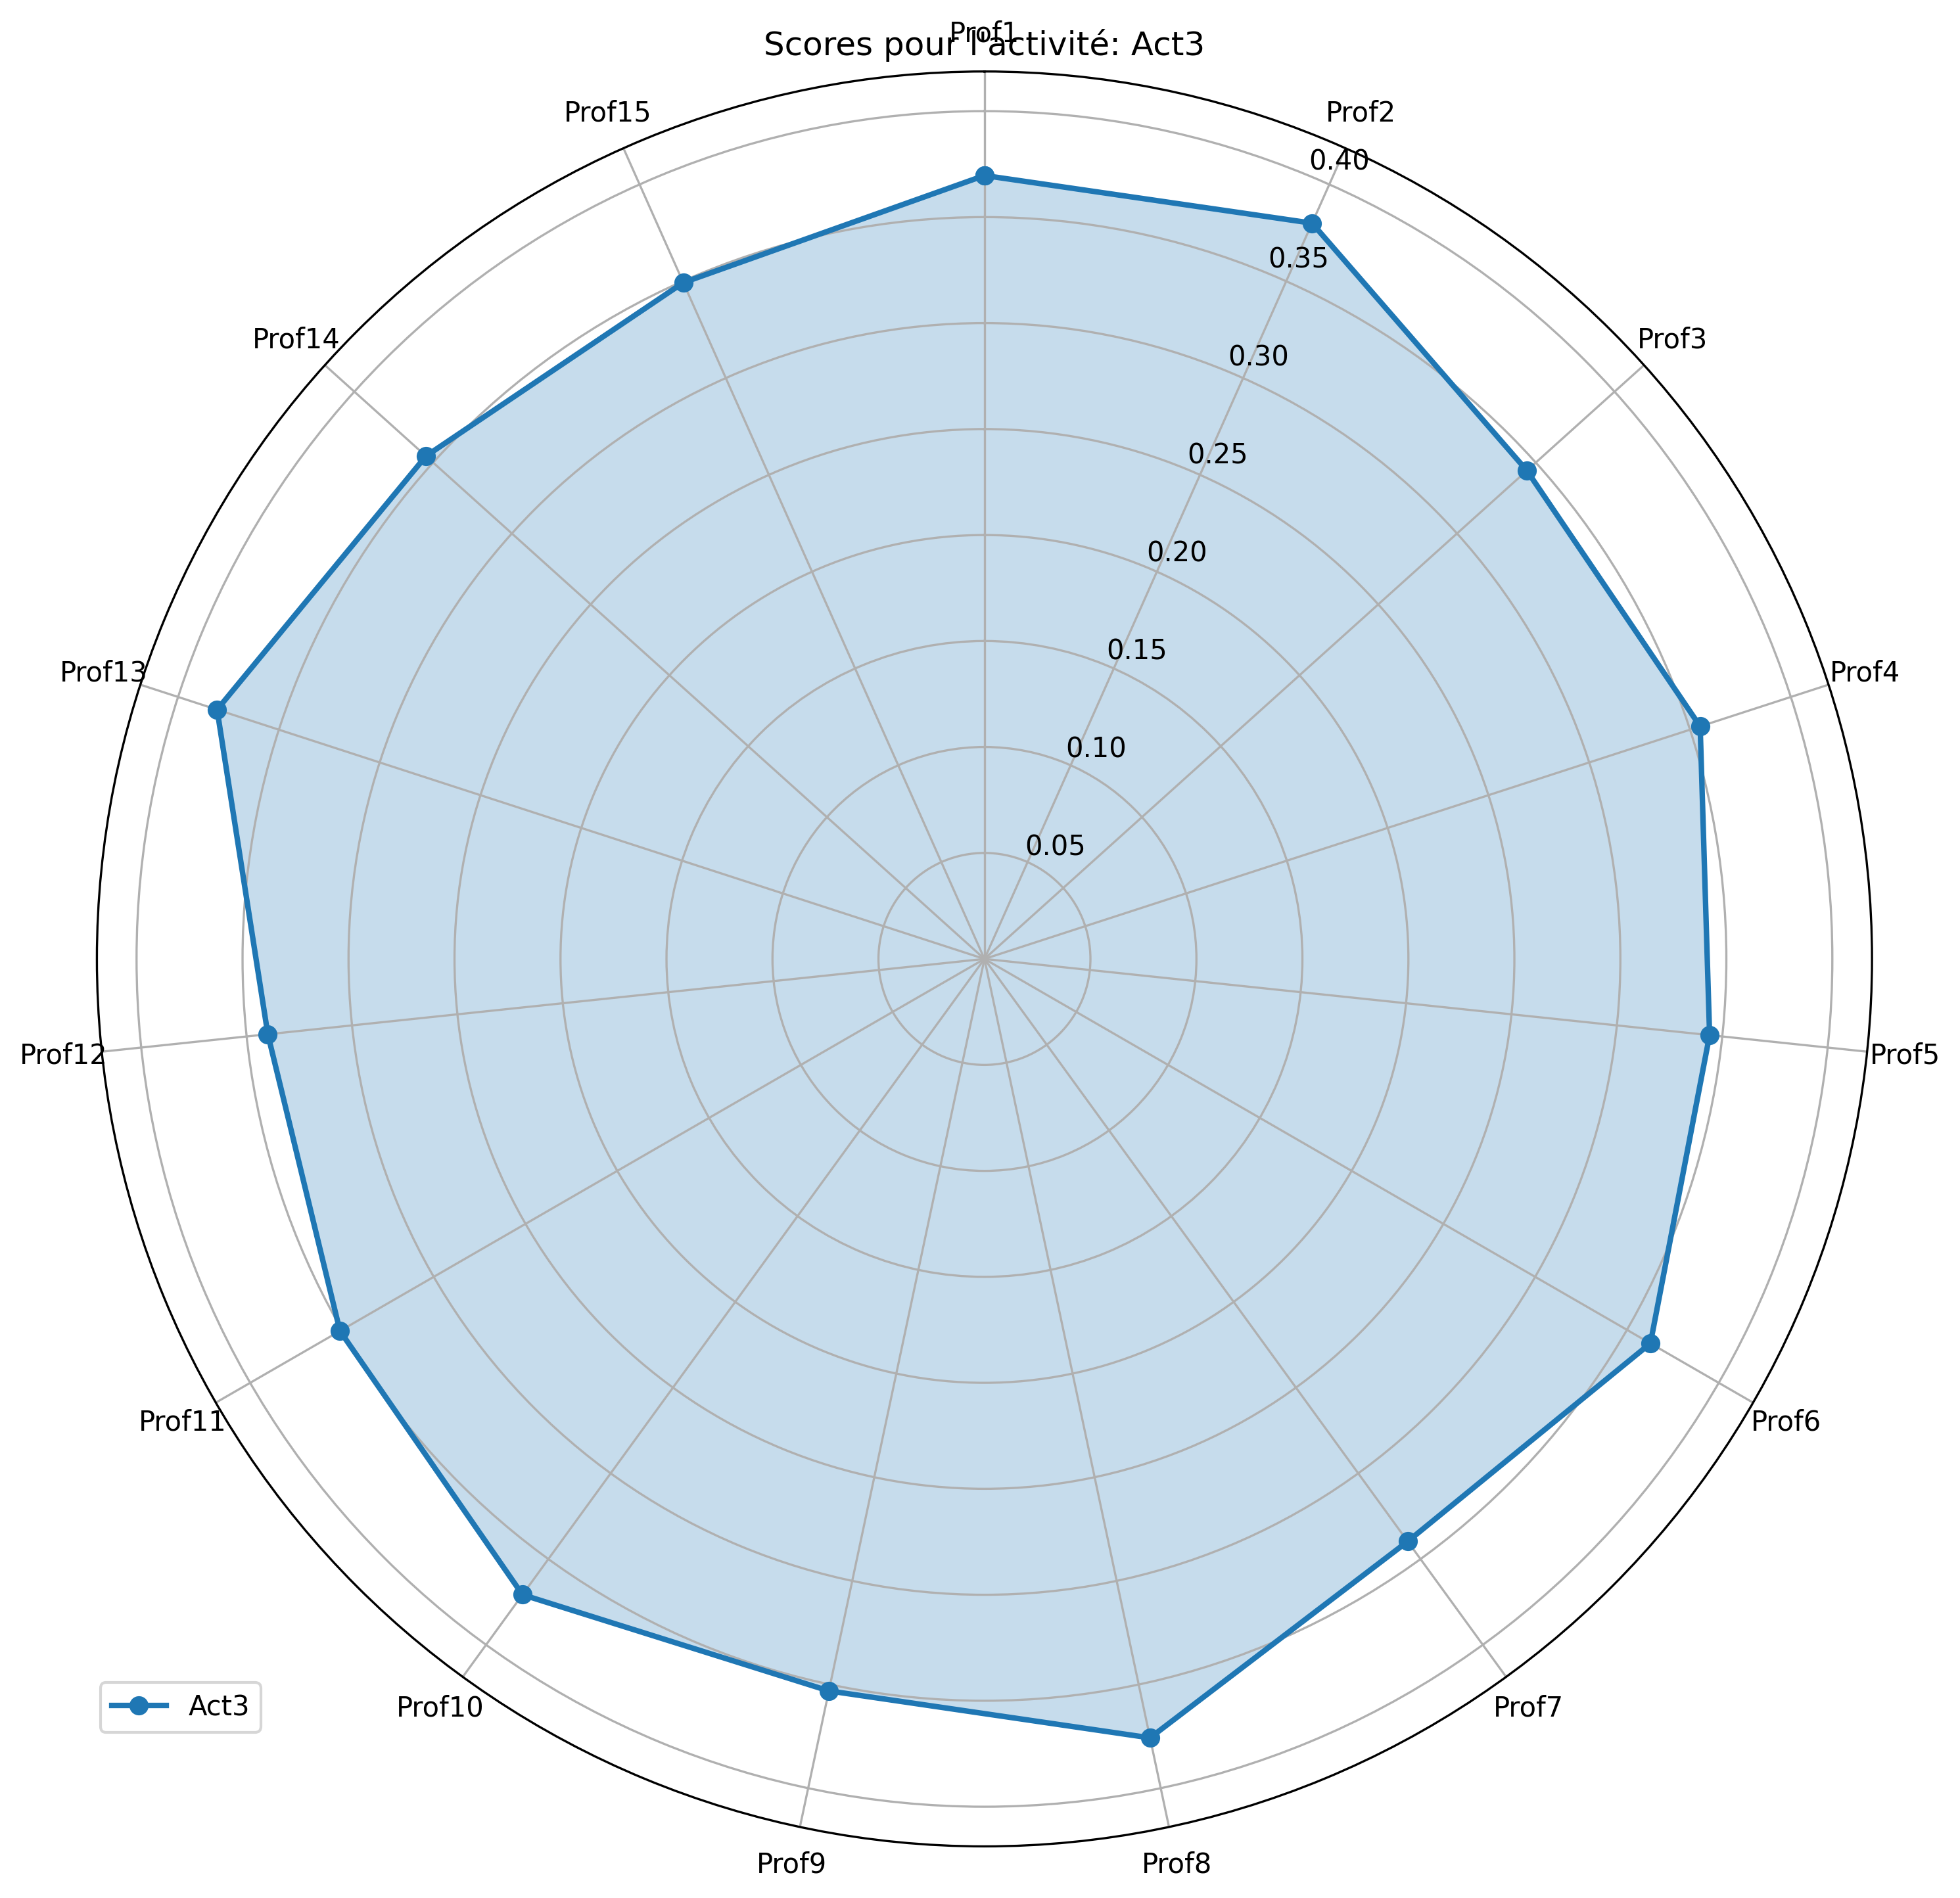 Prof1
Scores pour l'activité: Act3
Prof15
Prof2
0.40
0.35
Prof14
Prof3
0.30
0.25
0.20
Prof13
Prof4
0.15
0.10
0.05
Prof12
Prof5
Prof11
Prof6
Act3
Prof10
Prof7
Prof9
Prof8